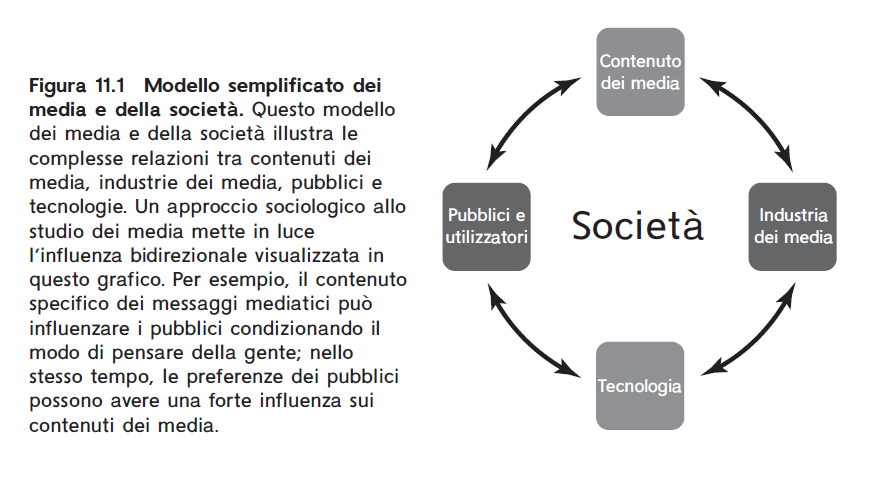 Figura 11.1 Modello semplificato dei
media e della società. Questo modello
dei media e della società illustra le
complesse relazioni tra contenuti dei
media, industrie dei media, pubblici e
tecnologie. Un approccio sociologico allo
studio dei media mette in luce
l'influenza bidirezionale visualizzata in
questo grafico. Per esempio, il contenuto
specifico dei messaggi mediatici può
influenzare i pubblici condizionando il
modo di pensare della gente; nello
stesso tempo, le preferenze dei pubblici
possono avere una forte influenza sui
contenuti dei media.
Contenuto
dei media
Pubblici e
utilizzatori
Società
Industria
dei media
Tecnologia